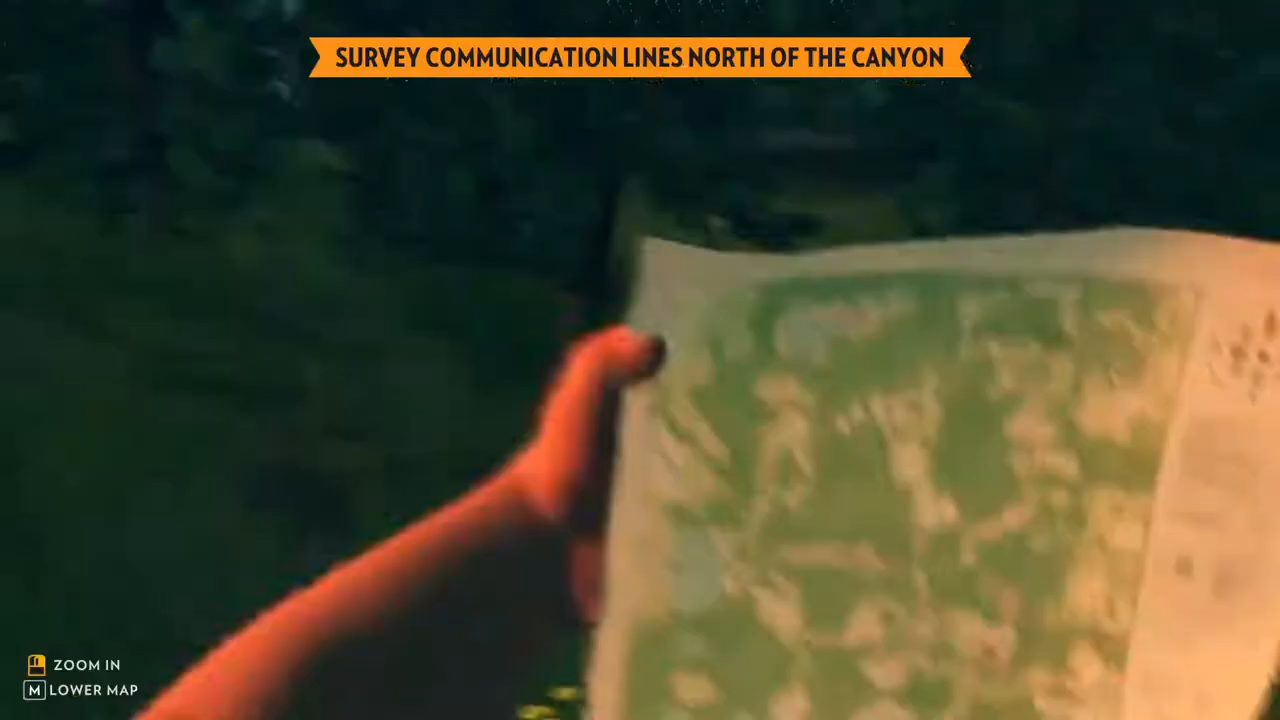 SURVEY COMMUNICATION LINES NORTH OF THE CANYON
ZOOM IN
M LOWER MAP